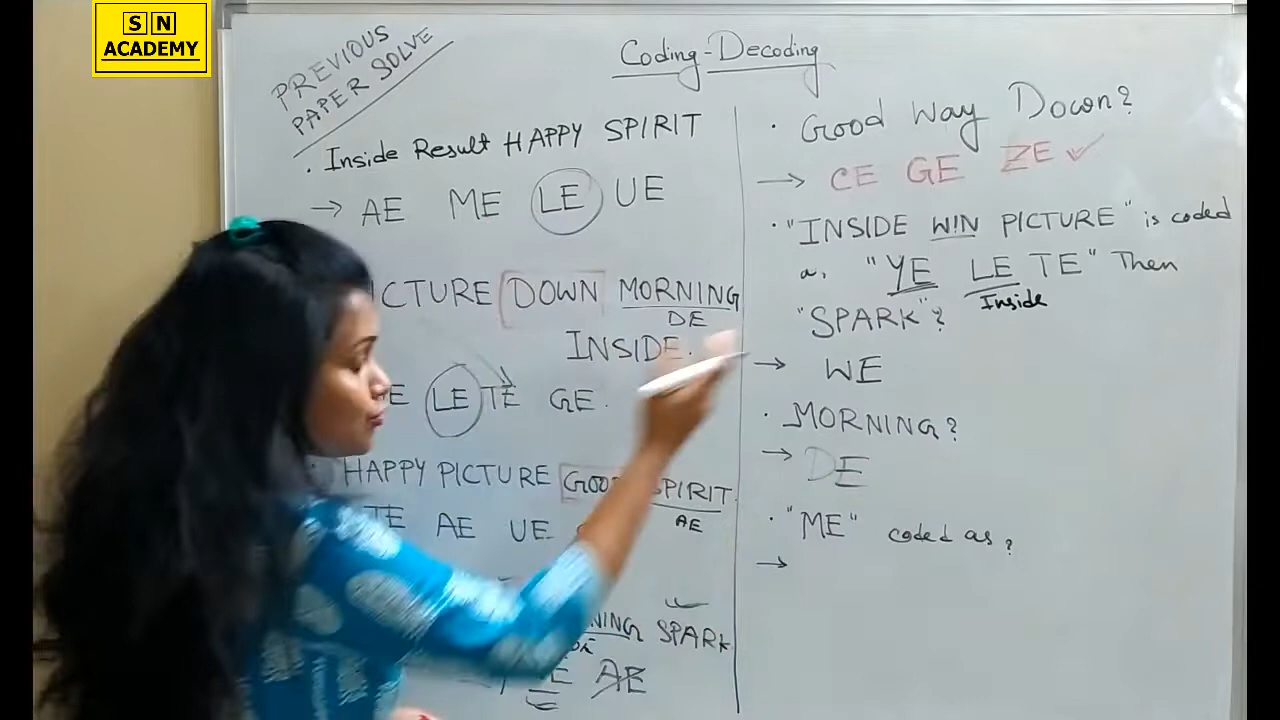 S N
ACADEMY
PREVIOUS
PAPER SOLVE
Coding-Decoding
· Inside Result HAPPY SPIRIT
→ AE ME LE UE
CTURE DOWN MORNING
DE
INSIDE.
E LE TE GE.
HAPPY PICTURE GOO SPIRIT.
AE
TE AE UE
NING SPARK
E AE
· Good Way Down?
→ CE GE ZE ✓
· "INSIDE WIN PICTURE" is coded
as "YE LE TE" Then
Inside
"SPARK"?
→ WE
· MORNING?
→ DE
· "ME" coded as?
→